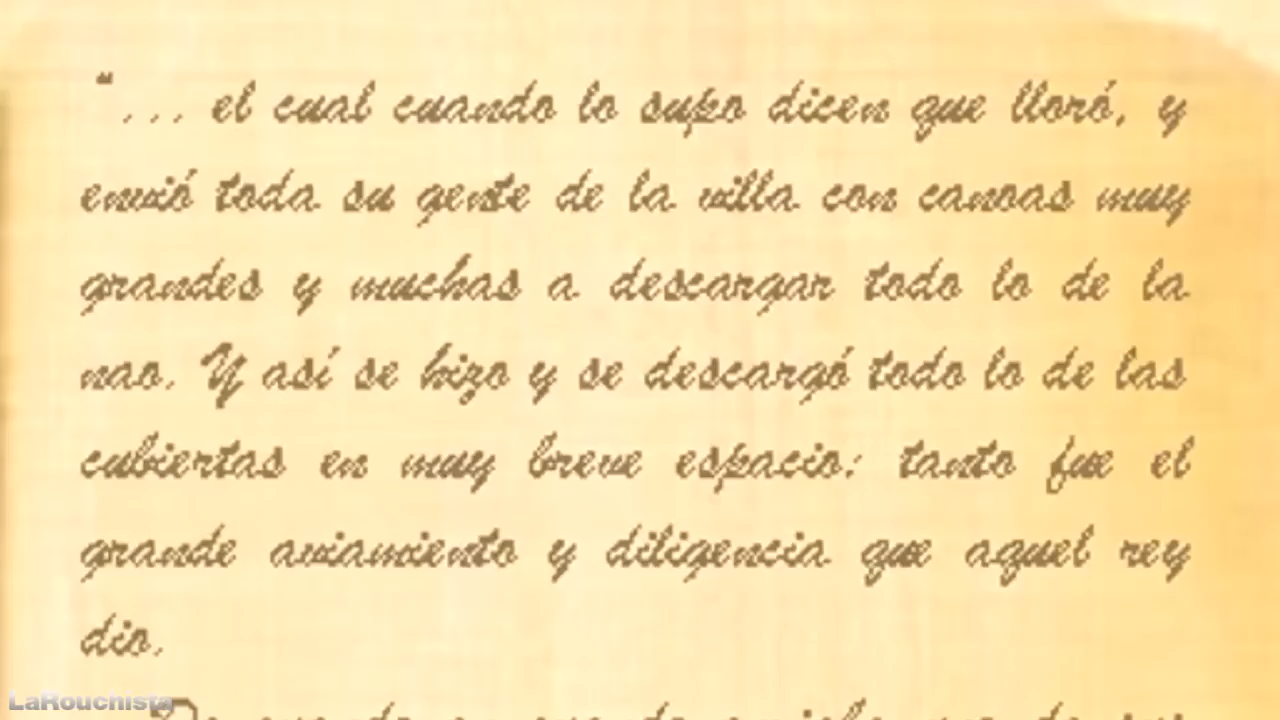 “... el cual cuando lo supo dicen que lloró, y
envió toda su gente de la villa con canoas muy
grandes y muchas a descargar todo lo de la
nao. Y así se hizo y se descargó todo lo de las
cubiertas en muy breve espacio: tanto fue el
grande aviamiento y diligencia que aquel rey
dio.
LaRouchista